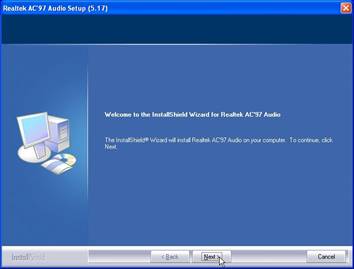 Realtek AC'97 Audio Setup (5.17)
Welcome to the InstallShield Wizard for Realtek AC'97 Audio
The InstallShield® Wizard will install Realtek AC'97 Audio on your computer. To continue, click
Next.
InstallShield
< Back Next > Cancel